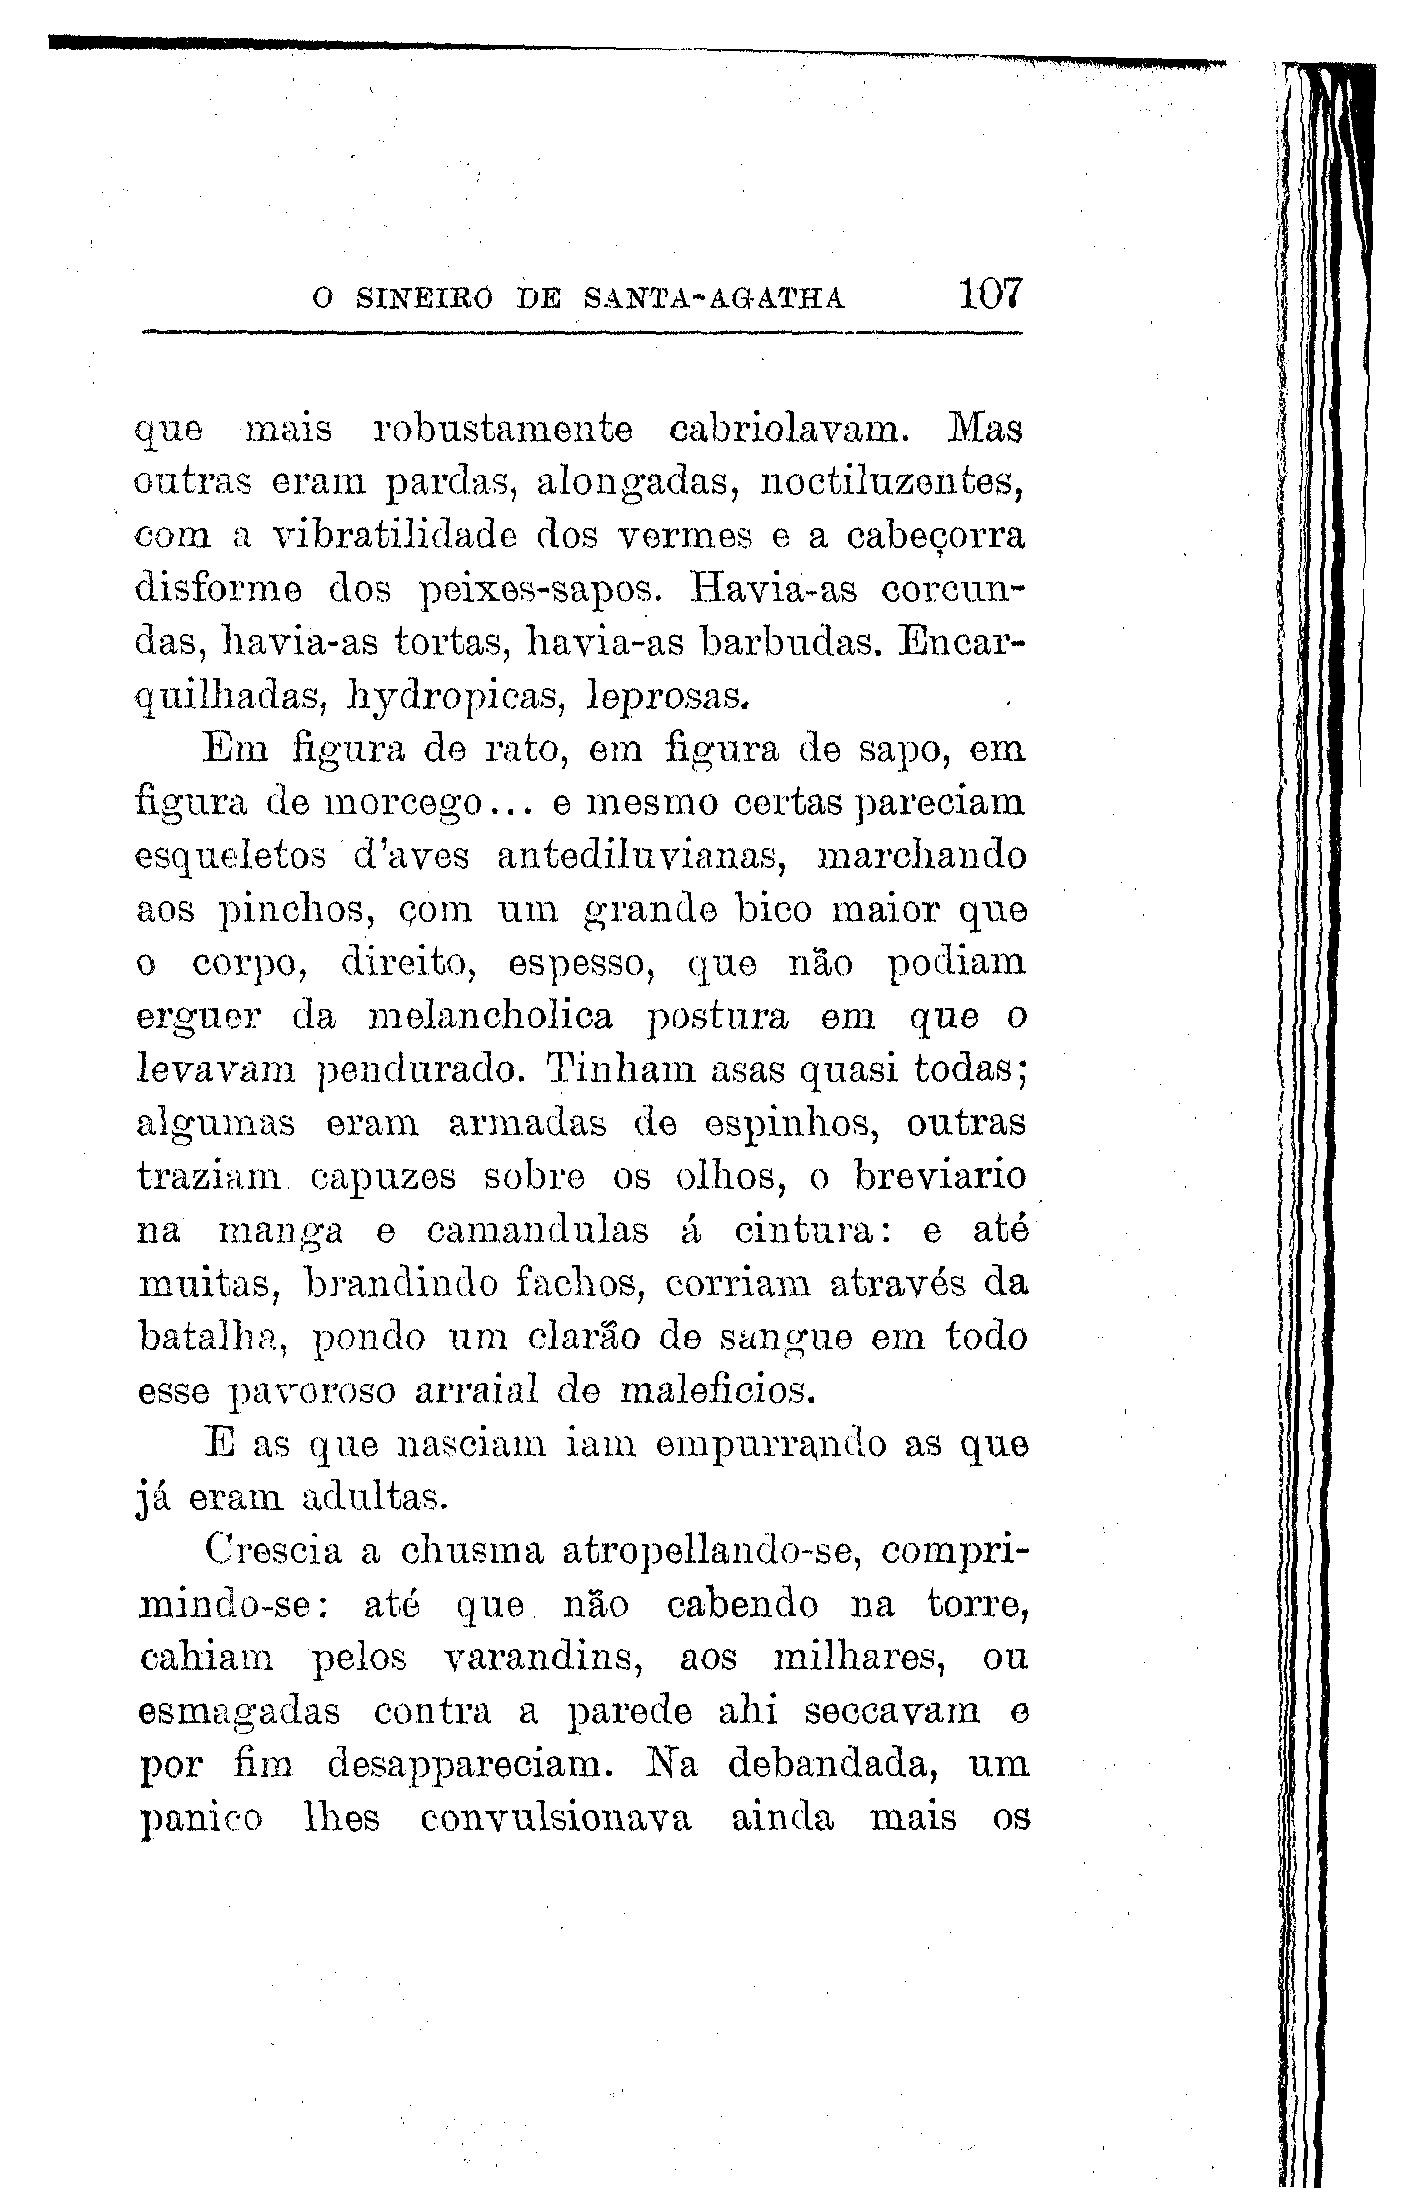 O SINEIRO DE SANTA-AGATHA 107
que mais robustamente cabriolavam. Mas
outras eram pardas, alongadas, noctiluzentes,
com a vibratilidade dos vermes e a cabeçorra
disforme dos peixes-sapos. Havia-as corcun-
das, havia-as tortas, havia-as barbudas. Encar-
quilhadas, hydropicas, leprosas.
Em figura de rato, em figura de sapo, em
figura de morcego... e mesmo certas pareciam
esqueletos d'aves antediluvianas, marchando
aos pinchos, com um grande bico maior que
o corpo, direito, espesso, que não podiam
erguer da melancholica postura em que o
levavam pendurado. Tinham asas quasi todas;
algumas eram armadas de espinhos, outras
traziam capuzes sobre os olhos, o breviario
na manga e camandulas á cintura: e até
muitas, brandindo fachos, corriam através da
batalha, pondo um clarão de sangue em todo
esse pavoroso arraial de maleficios.
E as que nasciam iam empurrando as que
já eram adultas.
Crescia a chusma atropellando-se, compri-
mindo-se: até que não cabendo na torre,
cahiam pelos varandins, aos milhares, ou
esmagadas contra a parede ahi seccavam e
por fim desappareciam. Na debandada, um
panico lhes convulsionava ainda mais os